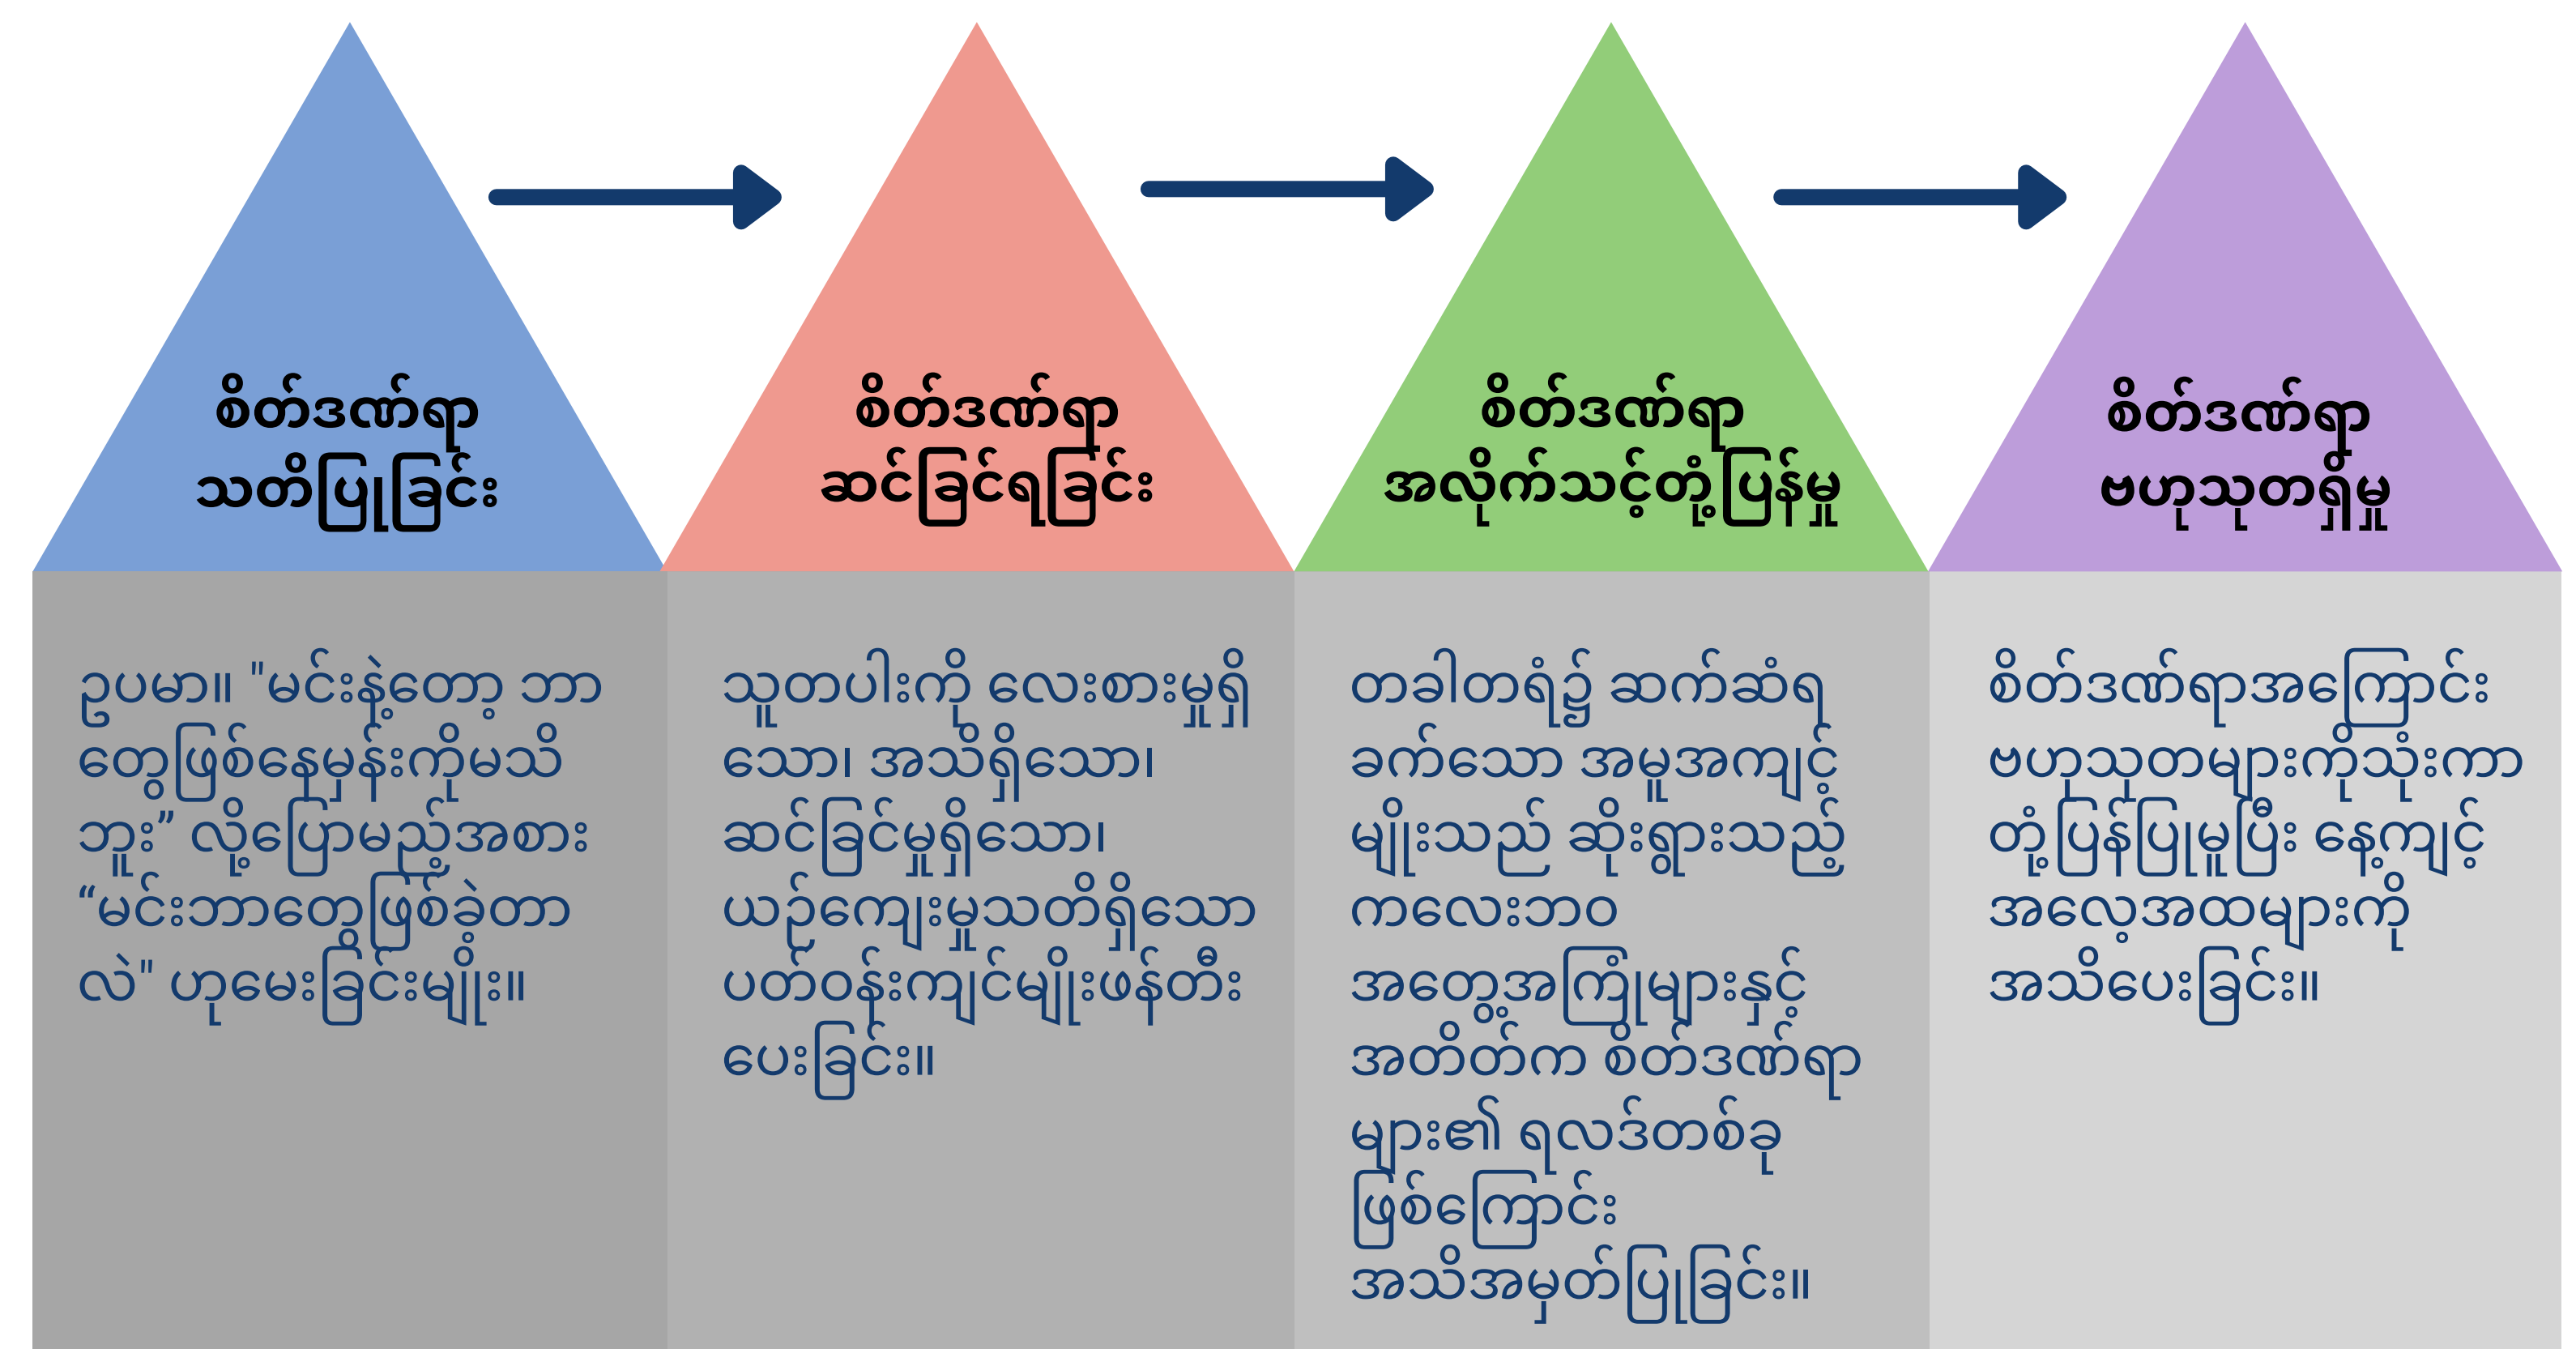 စိတ်ဒဏ်ရာ
သတိပြုခြင်း
ဥပမာ။ "မင်းနဲ့တော့ ဘာ
တွေဖြစ်နေမှန်းကိုမသိ
ဘူး” လို့ပြောမည့်အစား
“မင်းဘာတွေဖြစ်ခဲ့တာ
လဲ" ဟုမေးခြင်းမျိုး။
စိတ်ဒဏ်ရာ
ဆင်ခြင်ရခြင်း
သူတပါးကို လေးစားမှုရှိ
သော၊ အသိရှိသော၊
ဆင်ခြင်မှုရှိသော၊
ယဉ်ကျေးမှုသတိရှိသော
ပတ်ဝန်းကျင်မျိုးဖန်တီး
ပေးခြင်း။
စိတ်ဒဏ်ရာ
အလိုက်သင့်တုံ့ပြန်မှု
တခါတရံ၌ ဆက်ဆံရ
ခက်သော အမူအကျင့်
မျိုးသည် ဆိုးရွားသည့်
ကလေးဘဝ
အတွေ့အကြုံများနှင့်
အတိတ်က စိတ်ဒဏ်ရာ
များ၏ ရလဒ်တစ်ခု
ဖြစ်ကြောင်း
အသိအမှတ်ပြုခြင်း။
စိတ်ဒဏ်ရာ
ဗဟုသုတရှိမှု
စိတ်ဒဏ်ရာအကြောင်း
ဗဟုသုတများကိုသုံးကာ
တုံ့ပြန်ပြုမူပြီး နေ့ကျင့်
အလေ့အထများကို
အသိပေးခြင်း။